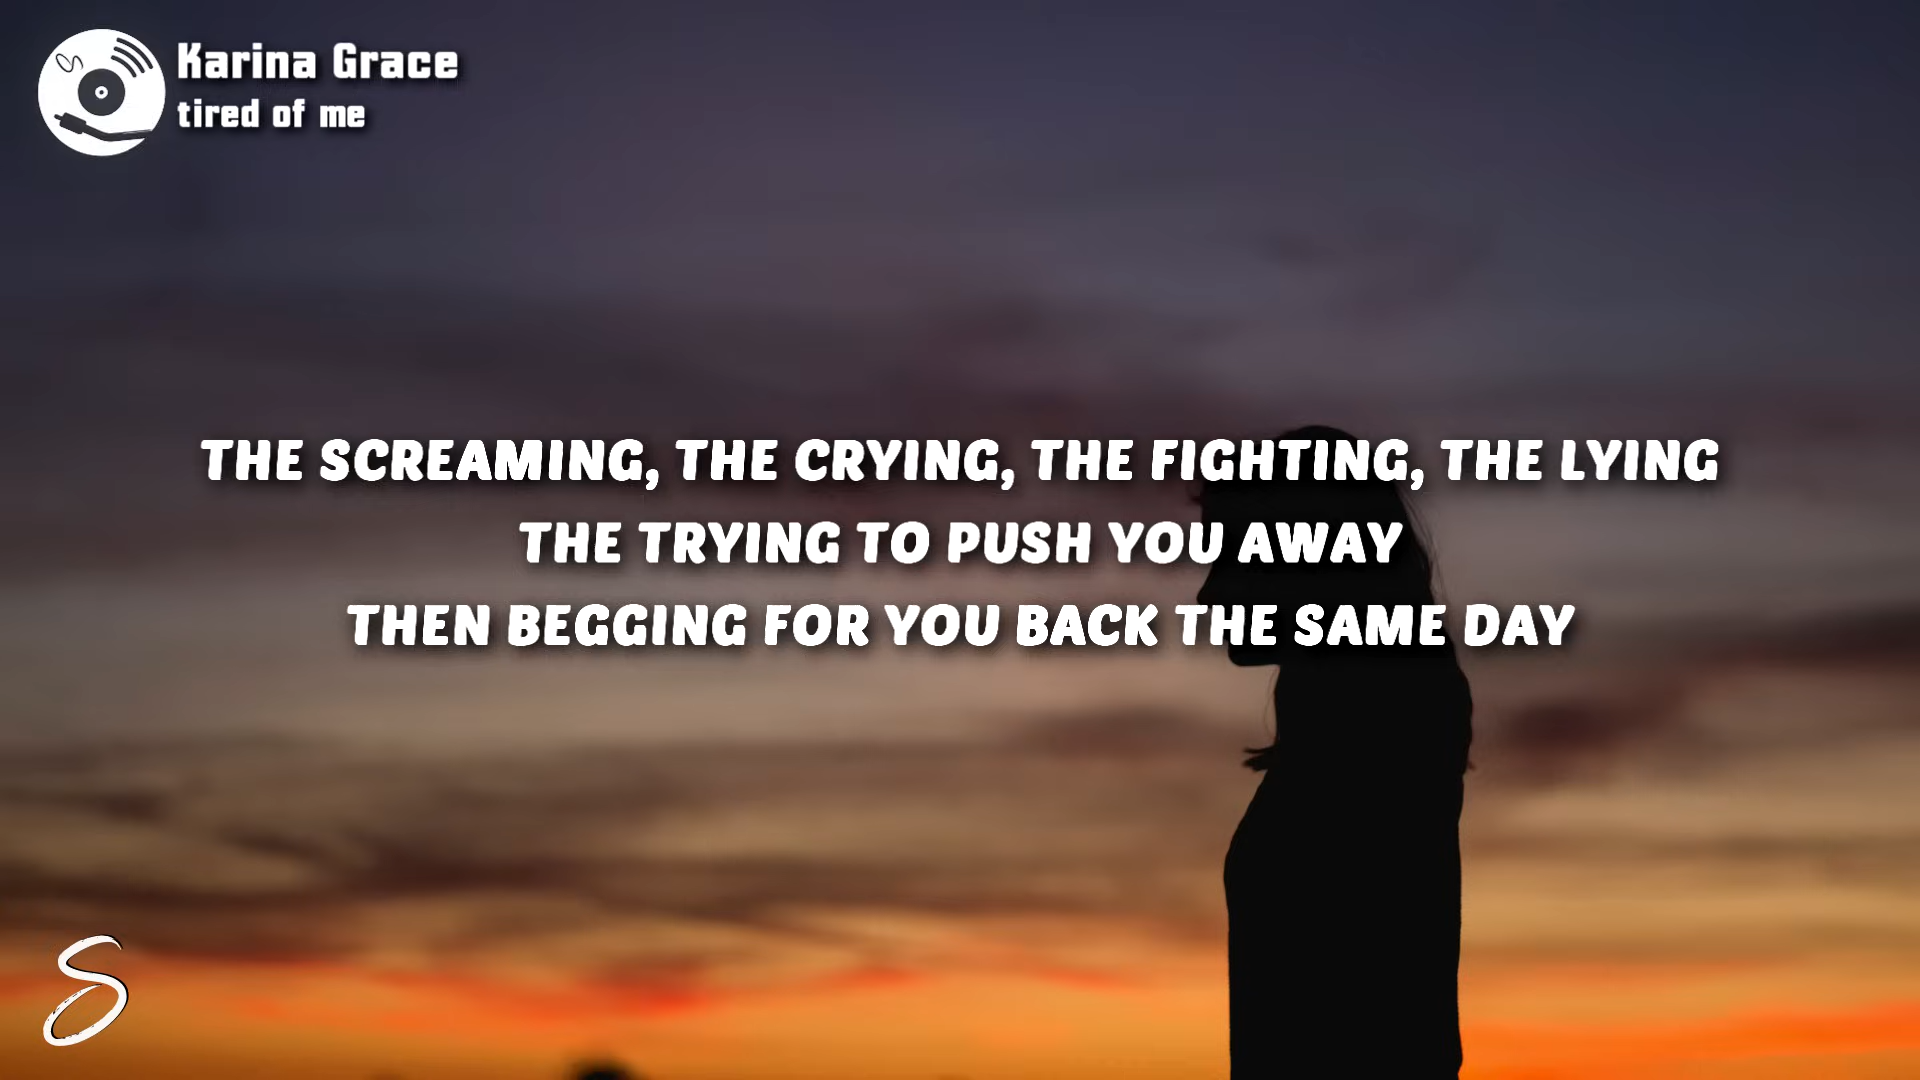 Karina Grace
tired of me
THE SCREAMING, THE CRYING, THE FIGHTING, THE LYING
THE TRYING TO PUSH YOU AWAY
THEN BEGGING FOR YOU BACK THE SAME DAY
S